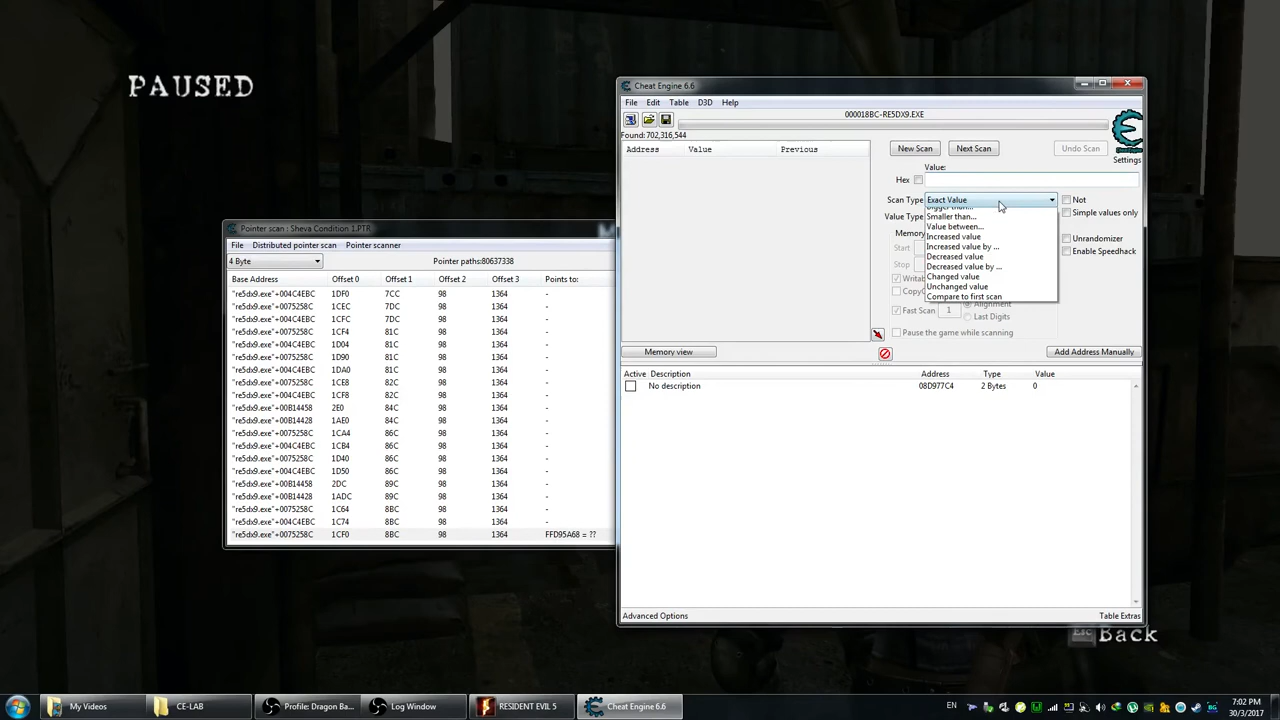 PAUSED
Cheat Engine 6.6
File Edit Table D3D Help
000018BC-RE5DX9.EXE
Found: 702,316,544
Address Value Previous
New Scan Next Scan Undo Scan
Settings
Value:
Hex
Scan Type Exact Value Not
Bigger than...
Smaller than... Simple values only
Value Type
Value between...
Increased value Unrandomizer
Memory
Increased value by ... Enable Speedhack
Start
Decreased value
Stop
Decreased value by ...
Changed value
Unchanged value
Compare to first scan
Fast Scan 1 Alignment
Last Digits
Pause the game while scanning
Memory view Add Address Manually
Active Description Address Type Value
No description 08D977C4 2 Bytes 0
Advanced Options Table Extras
Pointer scan : Sheva Condition 1.PTR
File Distributed pointer scan Pointer scanner
4 Byte Pointer paths:80637338
Base Address Offset 0 Offset 1 Offset 2 Offset 3 Points to:
"re5dx9.exe"+004C4EBC 1DF0 7CC 98 1364 -
"re5dx9.exe"+0075258C 1CEC 7DC 98 1364 -
"re5dx9.exe"+004C4EBC 1CFC 7DC 98 1364 -
"re5dx9.exe"+0075258C 1CF4 81C 98 1364 -
"re5dx9.exe"+004C4EBC 1D04 81C 98 1364 -
"re5dx9.exe"+0075258C 1D90 81C 98 1364 -
"re5dx9.exe"+004C4EBC 1DA0 81C 98 1364 -
"re5dx9.exe"+0075258C 1CE8 82C 98 1364 -
"re5dx9.exe"+004C4EBC 1CF8 82C 98 1364 -
"re5dx9.exe"+00B14458 2E0 84C 98 1364 -
"re5dx9.exe"+00B14428 1AE0 84C 98 1364 -
"re5dx9.exe"+0075258C 1CA4 86C 98 1364 -
"re5dx9.exe"+004C4EBC 1CB4 86C 98 1364 -
"re5dx9.exe"+0075258C 1D40 86C 98 1364 -
"re5dx9.exe"+004C4EBC 1D50 86C 98 1364 -
"re5dx9.exe"+00B14458 2DC 89C 98 1364 -
"re5dx9.exe"+00B14428 1ADC 89C 98 1364 -
"re5dx9.exe"+0075258C 1C64 8BC 98 1364 -
"re5dx9.exe"+004C4EBC 1C74 8BC 98 1364 -
"re5dx9.exe"+0075258C 1CF0 8BC 98 1364 FFD95A68 = ??
Esc Back
My Videos CE-LAB Profile: Dragon Ba... Log Window RESIDENT EVIL 5 Cheat Engine 6.6 EN 7:02 PM
30/3/2017